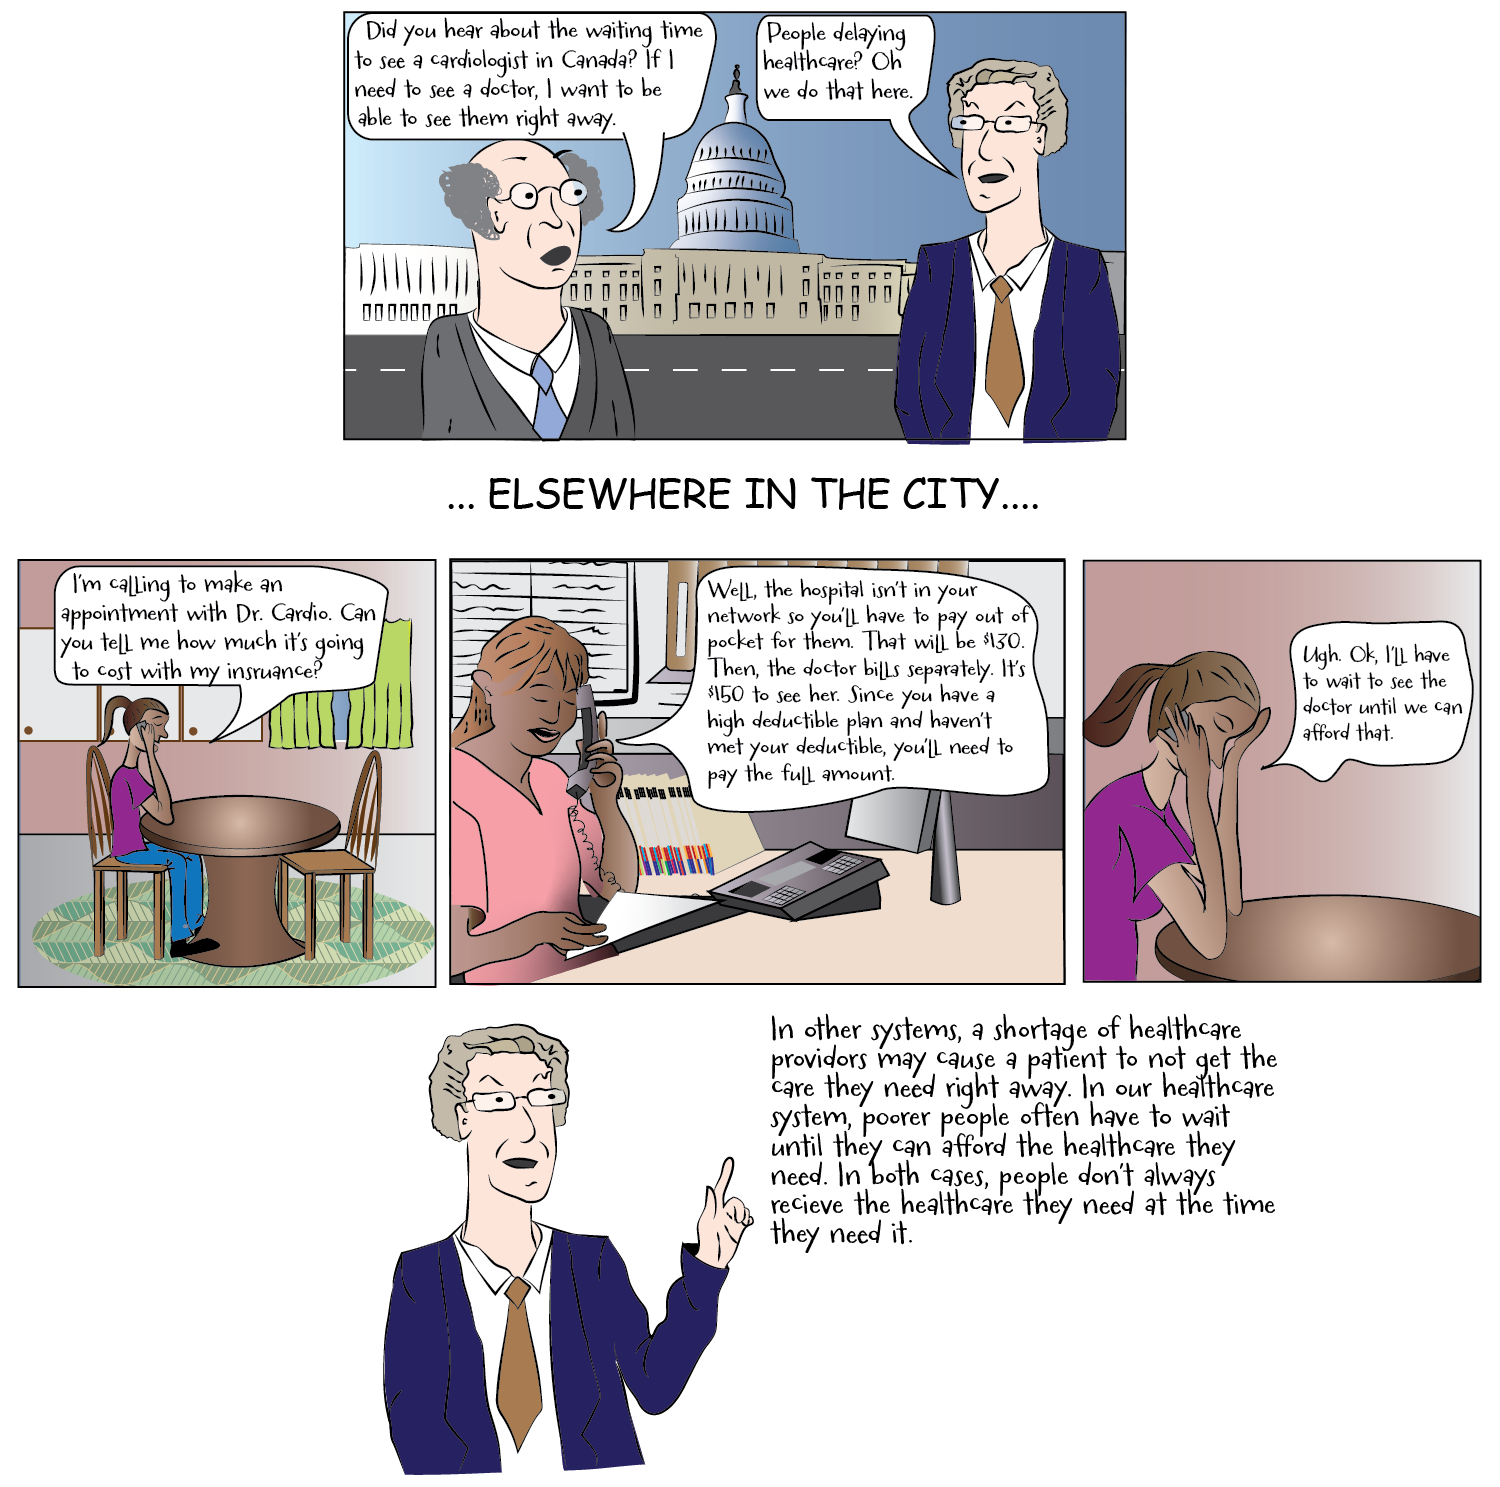 Did you hear about the waiting time
to see a cardiologist in Canada? If I
need to see a doctor, I want to be
able to see them right away.
People delaying
healthcare? Oh
we do that here.
... ELSEWHERE IN THE CITY....
I'm calling to make an
appointment with Dr. Cardio. Can
you tell me how much it's going
to cost with my insruance?
Well, the hospital isn't in your
network so you'll have to pay out of
pocket for them. That will be $130.
Then, the doctor bills separately. It's
$150 to see her. Since you have a
high deductible plan and haven't
met your deductible, you'll need to
pay the full amount.
Ugh. Ok, I'll have
to wait to see the
doctor until we can
afford that.
In other systems, a shortage of healthcare
providors may cause a patient to not get the
care they need right away. In our healthcare
system, poorer people often have to wait
until they can afford the healthcare they
need. In both cases, people don't always
recieve the healthcare they need at the time
they need it.